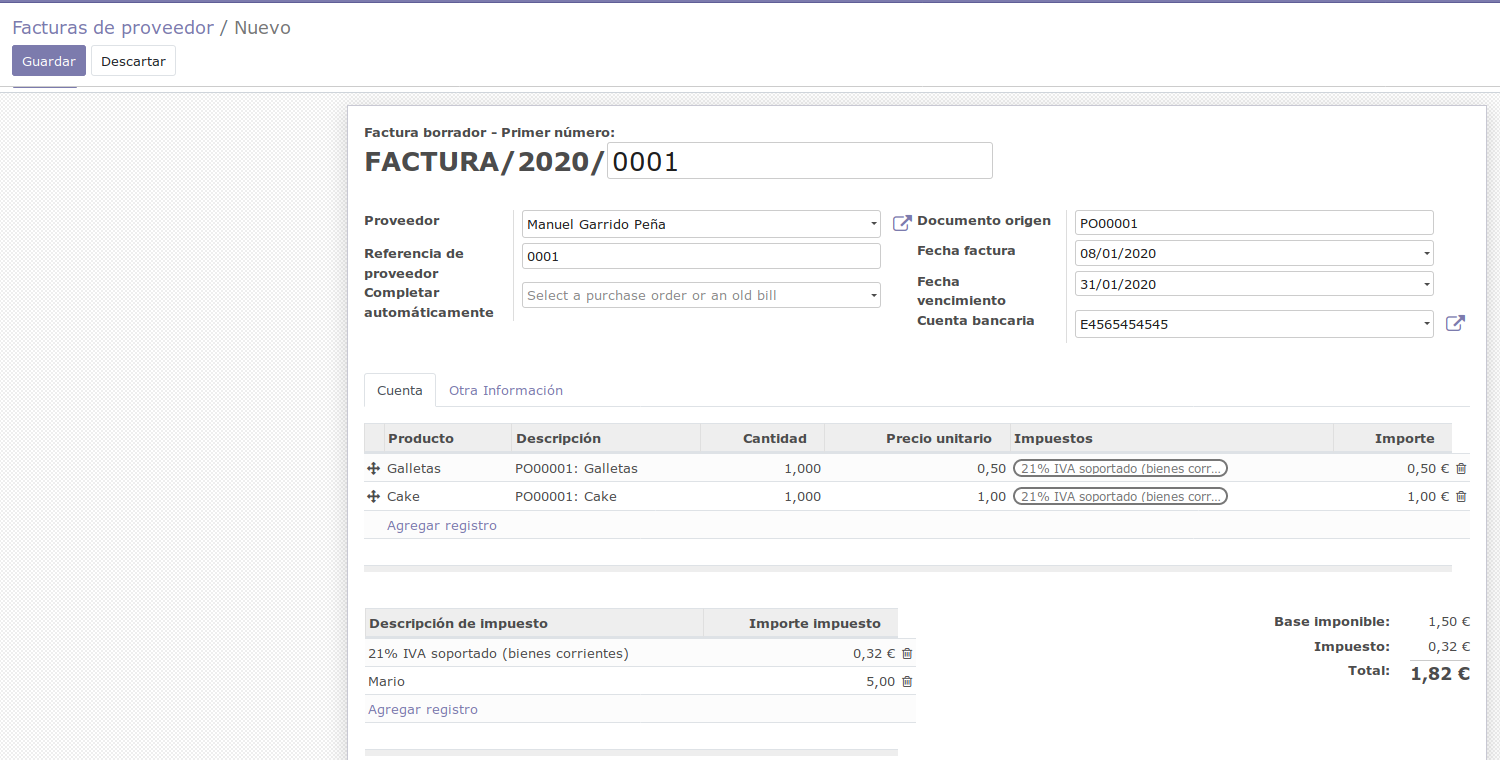 Facturas de proveedor / Nuevo
Guardar Descartar
Factura borrador - Primer número:
FACTURA/2020/ 0001
Proveedor Manuel Garrido Peña
Referencia de
proveedor 0001
Completar
automáticamente Select a purchase order or an old bill
Documento origen PO00001
Fecha factura 08/01/2020
Fecha
vencimiento 31/01/2020
Cuenta bancaria E4565454545
Cuenta Otra Información
Producto Descripción Cantidad Precio unitario Impuestos Importe
Galletas PO00001: Galletas 1,000 0,50 21% IVA soportado (bienes corr... 0,50 €
Cake PO00001: Cake 1,000 1,00 21% IVA soportado (bienes corr... 1,00 €
Agregar registro
Descripción de impuesto Importe impuesto
21% IVA soportado (bienes corrientes) 0,32 €
Mario 5,00
Agregar registro
Base imponible: 1,50 €
Impuesto: 0,32 €
Total: 1,82 €